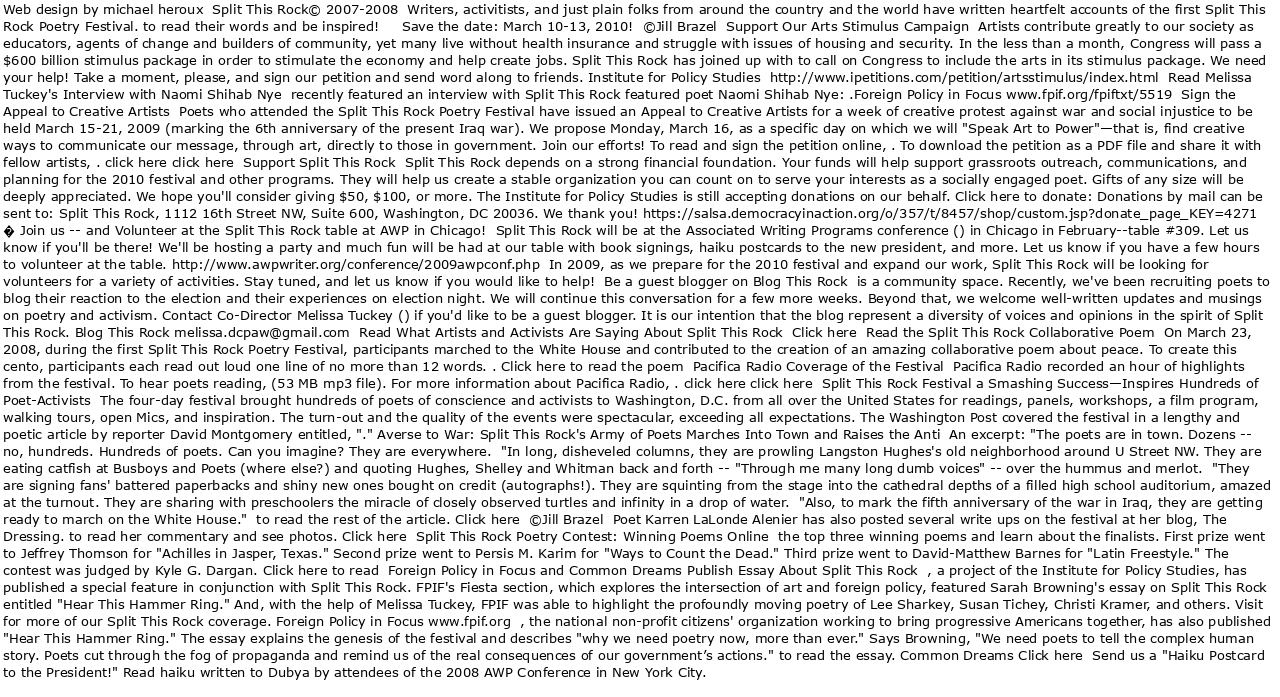 Web design by michael heroux  Split This Rock© 2007-2008  Writers, activitists, and just plain folks from around the country and the world have written heartfelt accounts of the first Split This
Rock Poetry Festival. to read their words and be inspired!     Save the date: March 10-13, 2010!  ©Jill Brazel  Support Our Arts Stimulus Campaign  Artists contribute greatly to our society as
educators, agents of change and builders of community, yet many live without health insurance and struggle with issues of housing and security. In the less than a month, Congress will pass a
$600 billion stimulus package in order to stimulate the economy and help create jobs. Split This Rock has joined up with to call on Congress to include the arts in its stimulus package. We need
your help! Take a moment, please, and sign our petition and send word along to friends. Institute for Policy Studies  http://www.ipetitions.com/petition/artsstimulus/index.html  Read Melissa
Tuckey's Interview with Naomi Shihab Nye  recently featured an interview with Split This Rock featured poet Naomi Shihab Nye: .Foreign Policy in Focus www.fpif.org/fpiftxt/5519  Sign the
Appeal to Creative Artists  Poets who attended the Split This Rock Poetry Festival have issued an Appeal to Creative Artists for a week of creative protest against war and social injustice to be
held March 15-21, 2009 (marking the 6th anniversary of the present Iraq war). We propose Monday, March 16, as a specific day on which we will "Speak Art to Power"—that is, find creative
ways to communicate our message, through art, directly to those in government. Join our efforts! To read and sign the petition online, . To download the petition as a PDF file and share it with
fellow artists, . click here click here  Support Split This Rock  Split This Rock depends on a strong financial foundation. Your funds will help support grassroots outreach, communications, and
planning for the 2010 festival and other programs. They will help us create a stable organization you can count on to serve your interests as a socially engaged poet. Gifts of any size will be
deeply appreciated. We hope you'll consider giving $50, $100, or more. The Institute for Policy Studies is still accepting donations on our behalf. Click here to donate: Donations by mail can be
sent to: Split This Rock, 1112 16th Street NW, Suite 600, Washington, DC 20036. We thank you! https://salsa.democracyinaction.org/o/357/t/8457/shop/custom.jsp?donate_page_KEY=4271
� Join us -- and Volunteer at the Split This Rock table at AWP in Chicago!  Split This Rock will be at the Associated Writing Programs conference () in Chicago in February--table #309. Let us
know if you'll be there! We'll be hosting a party and much fun will be had at our table with book signings, haiku postcards to the new president, and more. Let us know if you have a few hours
to volunteer at the table. http://www.awpwriter.org/conference/2009awpconf.php  In 2009, as we prepare for the 2010 festival and expand our work, Split This Rock will be looking for
volunteers for a variety of activities. Stay tuned, and let us know if you would like to help!  Be a guest blogger on Blog This Rock  is a community space. Recently, we've been recruiting poets to
blog their reaction to the election and their experiences on election night. We will continue this conversation for a few more weeks. Beyond that, we welcome well-written updates and musings
on poetry and activism. Contact Co-Director Melissa Tuckey () if you'd like to be a guest blogger. It is our intention that the blog represent a diversity of voices and opinions in the spirit of Split
This Rock. Blog This Rock melissa.dcpaw@gmail.com  Read What Artists and Activists Are Saying About Split This Rock  Click here  Read the Split This Rock Collaborative Poem  On March 23,
2008, during the first Split This Rock Poetry Festival, participants marched to the White House and contributed to the creation of an amazing collaborative poem about peace. To create this
cento, participants each read out loud one line of no more than 12 words. . Click here to read the poem  Pacifica Radio Coverage of the Festival  Pacifica Radio recorded an hour of highlights
from the festival. To hear poets reading, (53 MB mp3 file). For more information about Pacifica Radio, . click here click here  Split This Rock Festival a Smashing Success—Inspires Hundreds of
Poet-Activists  The four-day festival brought hundreds of poets of conscience and activists to Washington, D.C. from all over the United States for readings, panels, workshops, a film program,
walking tours, open Mics, and inspiration. The turn-out and the quality of the events were spectacular, exceeding all expectations. The Washington Post covered the festival in a lengthy and
poetic article by reporter David Montgomery entitled, "." Averse to War: Split This Rock's Army of Poets Marches Into Town and Raises the Anti  An excerpt: "The poets are in town. Dozens --
no, hundreds. Hundreds of poets. Can you imagine? They are everywhere.  "In long, disheveled columns, they are prowling Langston Hughes's old neighborhood around U Street NW. They are
eating catfish at Busboys and Poets (where else?) and quoting Hughes, Shelley and Whitman back and forth -- "Through me many long dumb voices" -- over the hummus and merlot.  "They
are signing fans' battered paperbacks and shiny new ones bought on credit (autographs!). They are squinting from the stage into the cathedral depths of a filled high school auditorium, amazed
at the turnout. They are sharing with preschoolers the miracle of closely observed turtles and infinity in a drop of water.  "Also, to mark the fifth anniversary of the war in Iraq, they are getting
ready to march on the White House."  to read the rest of the article. Click here  ©Jill Brazel  Poet Karren LaLonde Alenier has also posted several write ups on the festival at her blog, The
Dressing. to read her commentary and see photos. Click here  Split This Rock Poetry Contest: Winning Poems Online  the top three winning poems and learn about the finalists. First prize went
to Jeffrey Thomson for "Achilles in Jasper, Texas." Second prize went to Persis M. Karim for "Ways to Count the Dead." Third prize went to David-Matthew Barnes for "Latin Freestyle." The
contest was judged by Kyle G. Dargan. Click here to read  Foreign Policy in Focus and Common Dreams Publish Essay About Split This Rock  , a project of the Institute for Policy Studies, has
published a special feature in conjunction with Split This Rock. FPIF's Fiesta section, which explores the intersection of art and foreign policy, featured Sarah Browning's essay on Split This Rock
entitled "Hear This Hammer Ring." And, with the help of Melissa Tuckey, FPIF was able to highlight the profoundly moving poetry of Lee Sharkey, Susan Tichey, Christi Kramer, and others. Visit
for more of our Split This Rock coverage. Foreign Policy in Focus www.fpif.org  , the national non-profit citizens' organization working to bring progressive Americans together, has also published
"Hear This Hammer Ring." The essay explains the genesis of the festival and describes "why we need poetry now, more than ever." Says Browning, "We need poets to tell the complex human
story. Poets cut through the fog of propaganda and remind us of the real consequences of our government’s actions." to read the essay. Common Dreams Click here  Send us a "Haiku Postcard
to the President!" Read haiku written to Dubya by attendees of the 2008 AWP Conference in New York City.